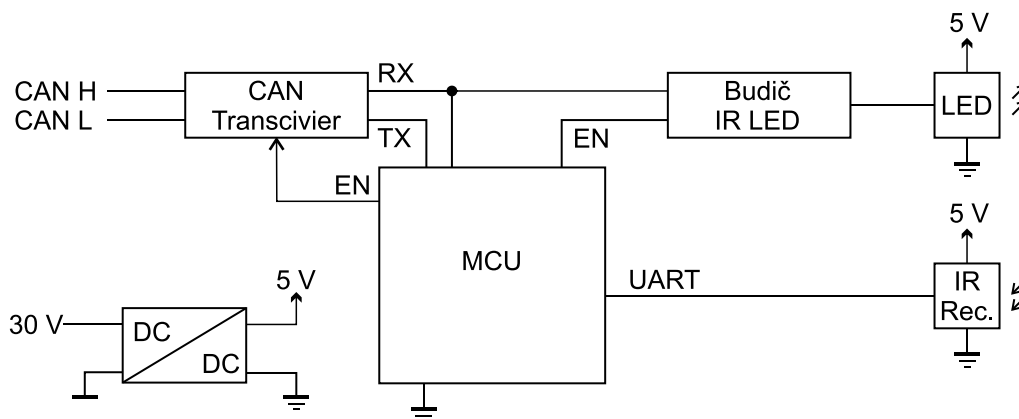 5 V
CAN H
CAN L
CAN
Transcivier
RX
TX
EN
Budič
IR LED
EN
LED
MCU
UART
5 V
IR
Rec.
30 V
DC
DC
5 V